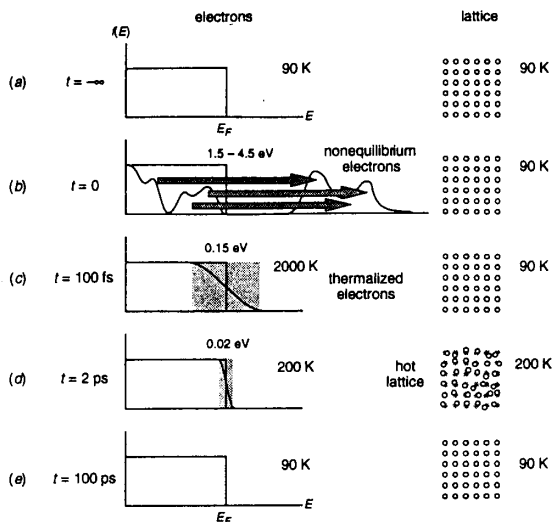 electrons lattice
f(E)
(a) t = –∞ 90 K 90 K
E
E_F
(b) t = 0 1.5 – 4.5 eV nonequilibrium electrons 90 K
(c) t = 100 fs 0.15 eV 2000 K thermalized electrons 90 K
(d) t = 2 ps 0.02 eV 200 K hot lattice 200 K
(e) t = 100 ps 90 K 90 K
E
E_F